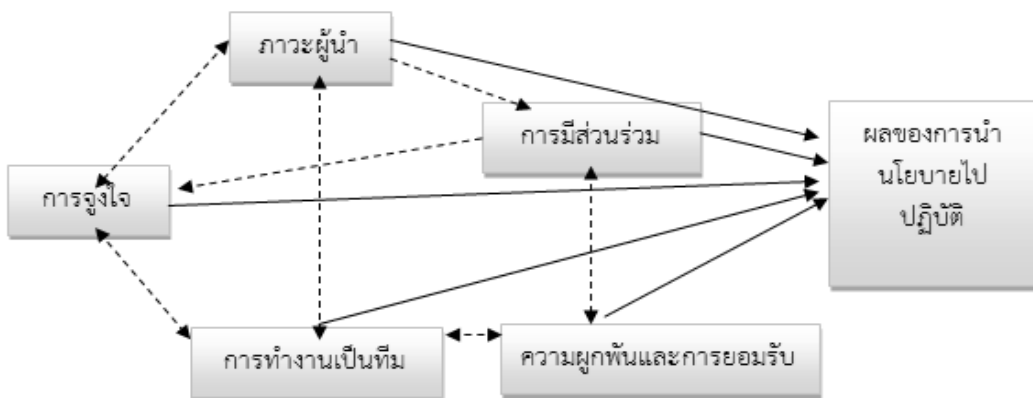 ภาวะผู้นำ
การมีส่วนร่วม
ผลของการนำ
นโยบายไป
ปฏิบัติ
การจูงใจ
การทำงานเป็นทีม
ความผูกพันและการยอมรับ